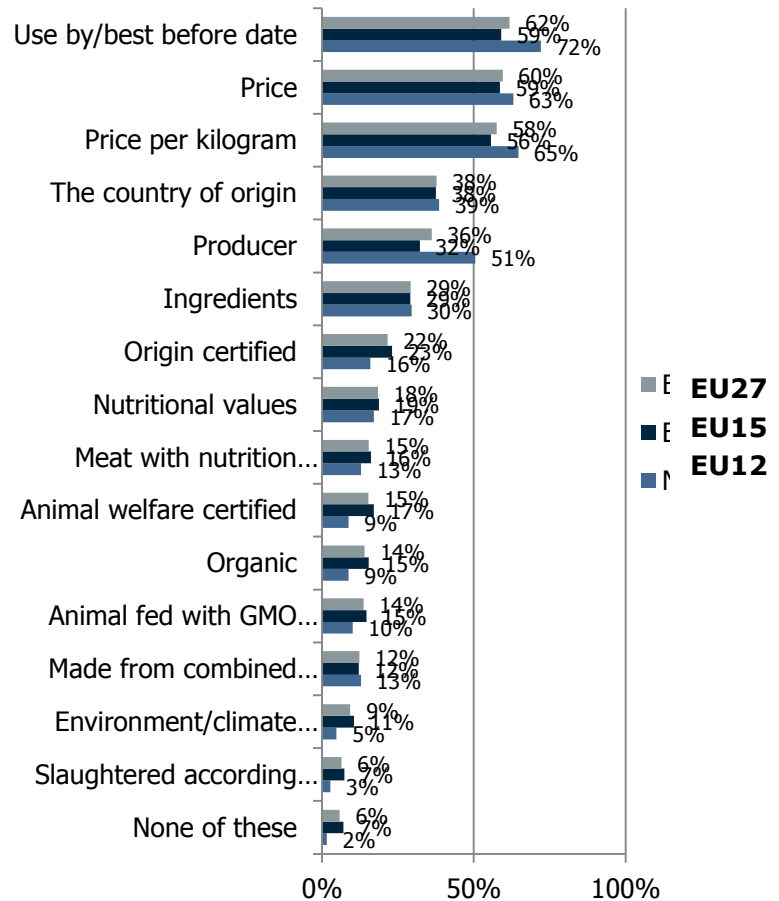 Use by/best before date
62%
59%
72%
Price
60%
59%
63%
Price per kilogram
58%
56%
65%
The country of origin
38%
38%
39%
Producer
36%
32%
51%
Ingredients
29%
29%
30%
Origin certified
22%
23%
16%
Nutritional values
18%
19%
17%
Meat with nutrition...
15%
16%
13%
Animal welfare certified
15%
17%
9%
Organic
14%
15%
9%
Animal fed with GMO...
14%
15%
10%
Made from combined...
12%
12%
13%
Environment/climate...
9%
11%
5%
Slaughtered according...
6%
7%
3%
None of these
6%
7%
2%
0% 50% 100%
EU27
EU15
EU12